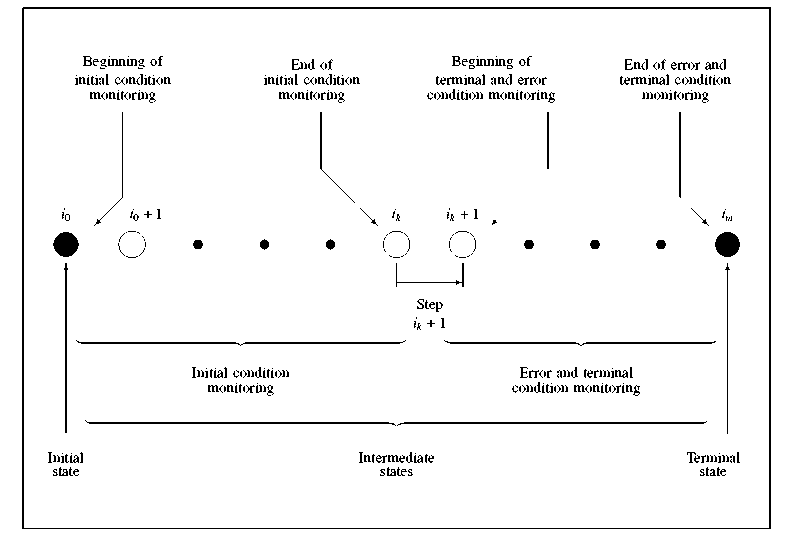 Beginning of
initial condition
monitoring
End of
initial condition
monitoring
Beginning of
terminal and error
condition monitoring
End of error and
terminal condition
monitoring
i₀
i₀ + 1
iₖ
iₖ + 1
iₘ
Step
iₖ + 1
Initial condition
monitoring
Error and terminal
condition monitoring
Initial
state
Intermediate
states
Terminal
state